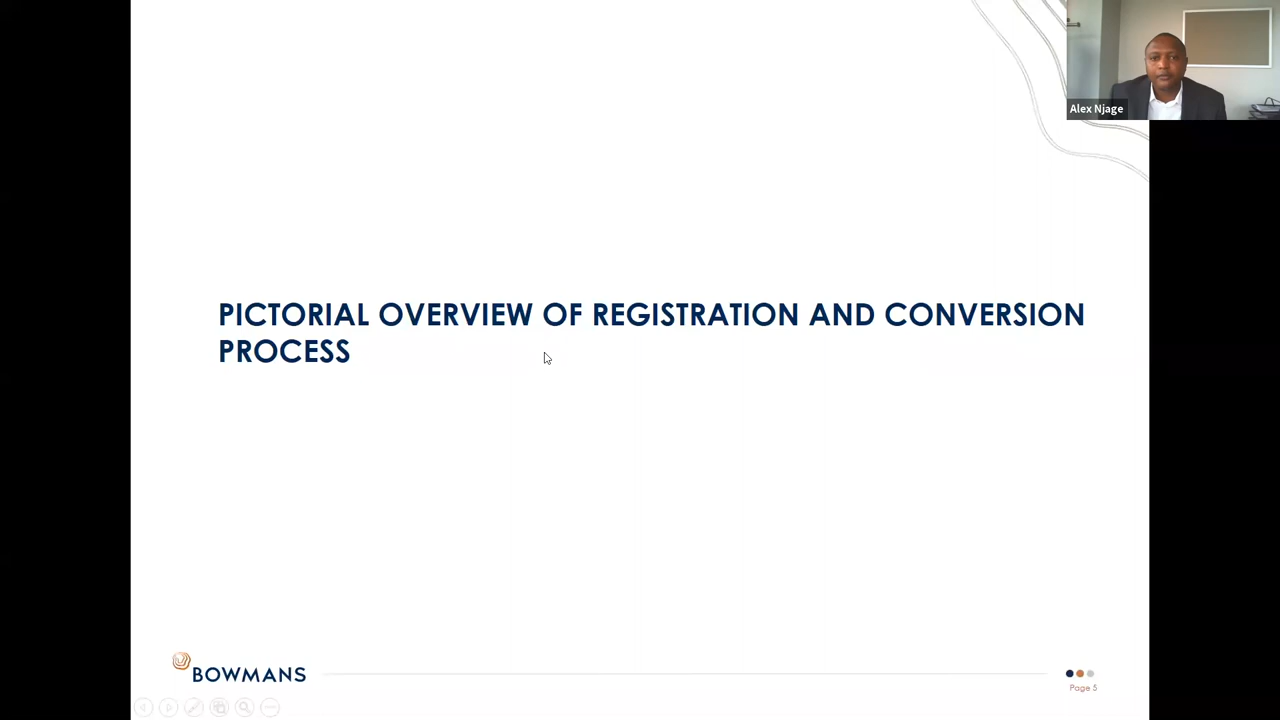 Alex Njage
PICTORIAL OVERVIEW OF REGISTRATION AND CONVERSION
PROCESS
BOWMANS
Page 5